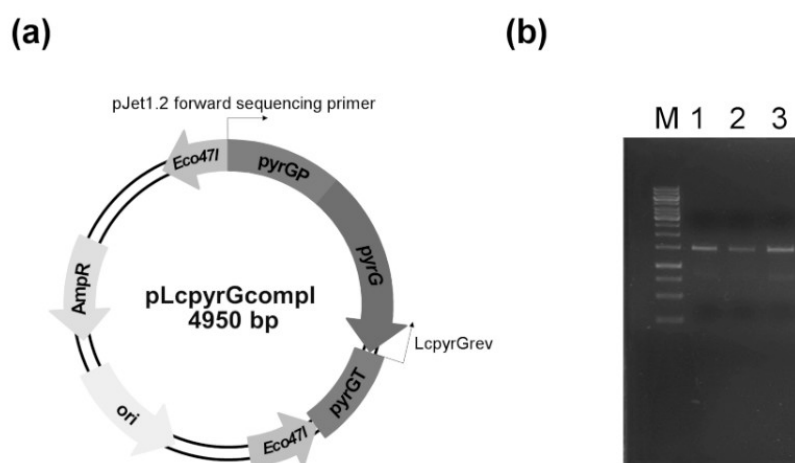 (a)
pJet1.2 forward sequencing primer
Eco47I
pyrGP
pyrG
AmpR
pLcpyrGcompl
4950 bp
LcpyrGrev
ori
Eco47I
pyrGT
(b)
M 1 2 3